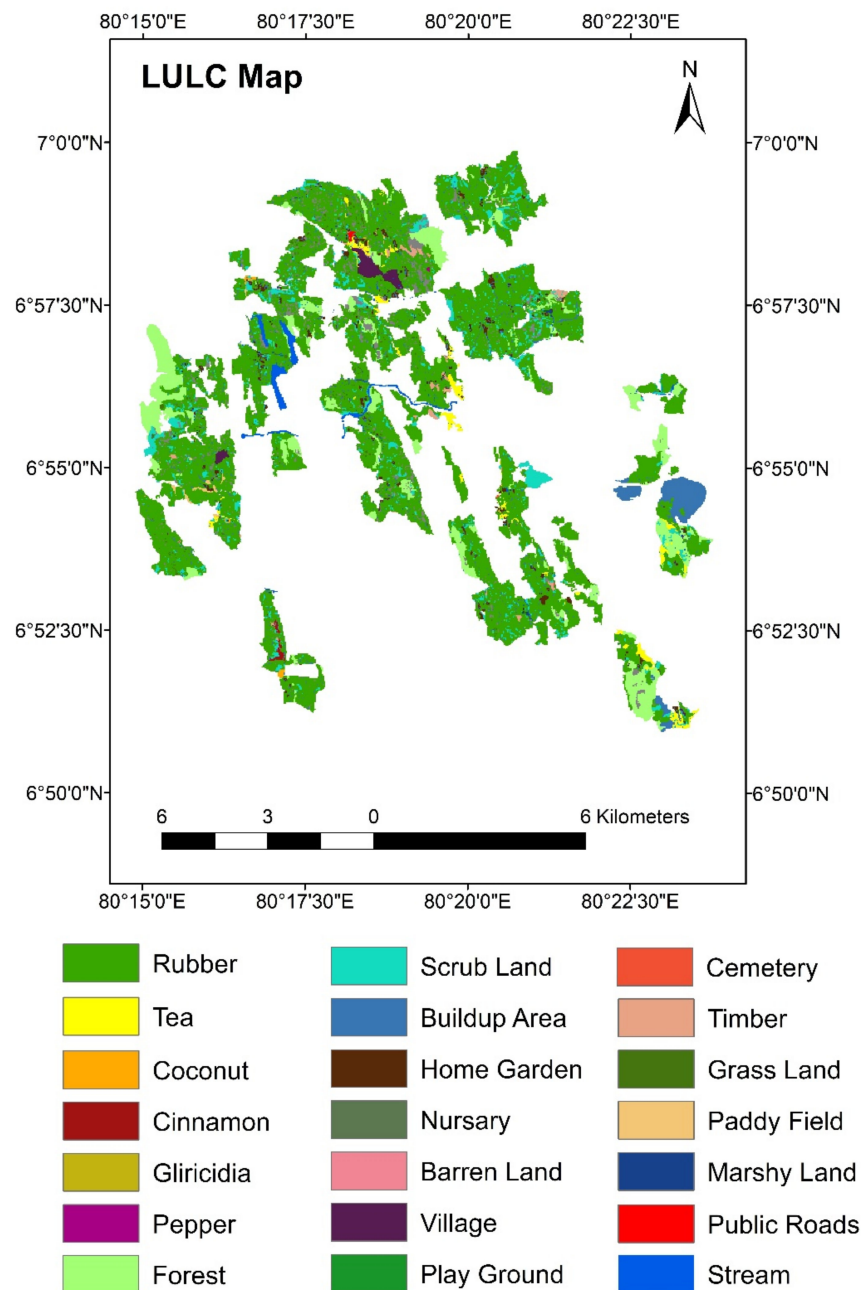 80°15'0"E 80°17'30"E 80°20'0"E 80°22'30"E
LULC Map
N
7°0'0"N 7°0'0"N
6°57'30"N 6°57'30"N
6°55'0"N 6°55'0"N
6°52'30"N 6°52'30"N
6°50'0"N 6°50'0"N
6 3 0 6 Kilometers
80°15'0"E 80°17'30"E 80°20'0"E 80°22'30"E
Rubber Scrub Land Cemetery
Tea Buildup Area Timber
Coconut Home Garden Grass Land
Cinnamon Nursary Paddy Field
Gliricidia Barren Land Marshy Land
Pepper Village Public Roads
Forest Play Ground Stream